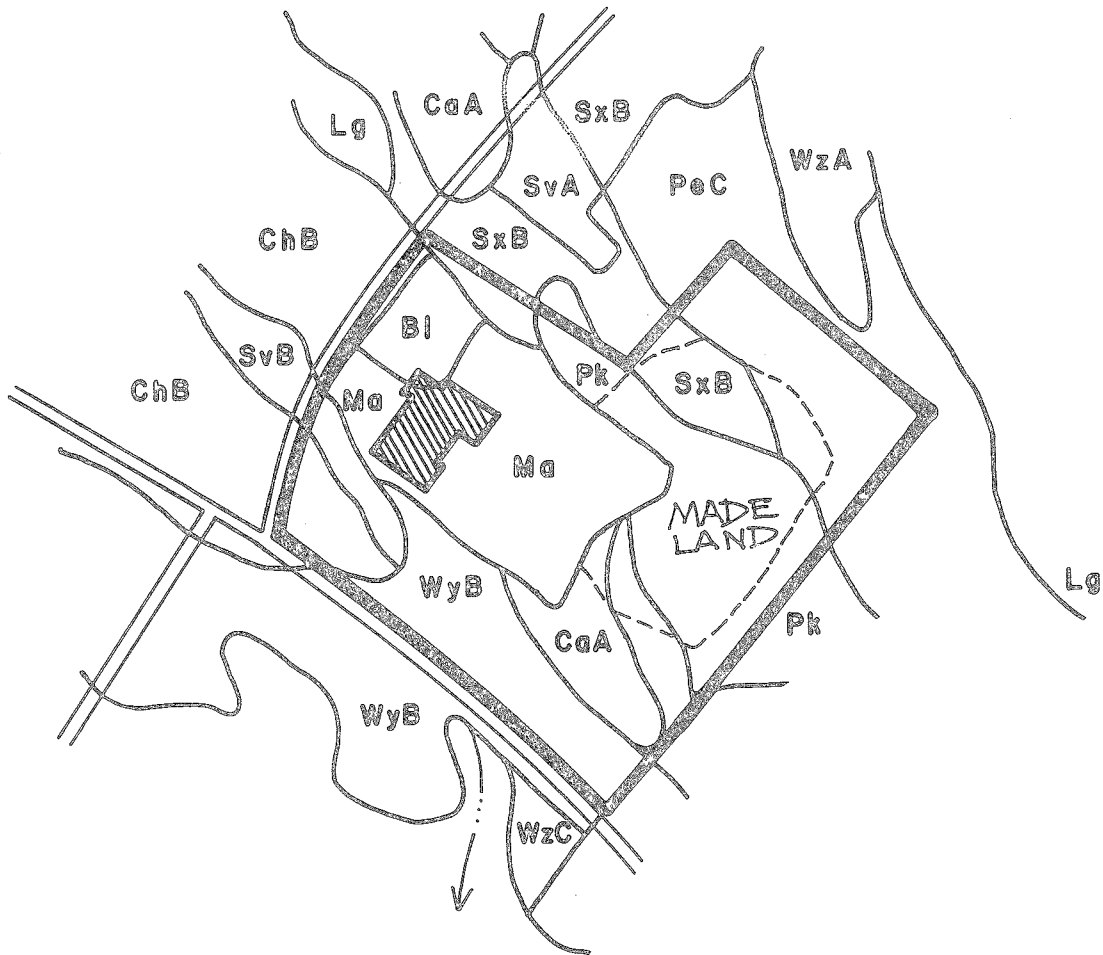 CaA
SxB
Lg
WzA
SvA
PeC
ChB
SxB
Bl
SvB
ChB
Ma
Pk
SxB
Ma
MADE
LAND
WyB
Lg
CaA
Pk
WyB
WzC